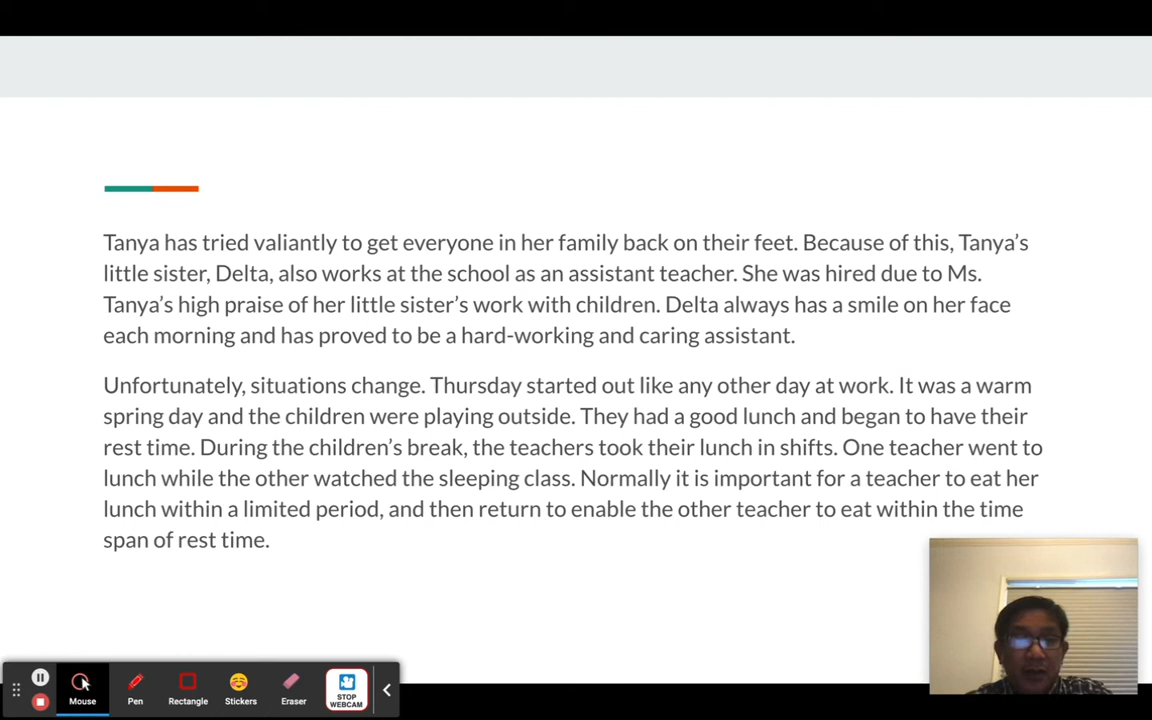 Tanya has tried valiantly to get everyone in her family back on their feet. Because of this, Tanya’s
little sister, Delta, also works at the school as an assistant teacher. She was hired due to Ms.
Tanya’s high praise of her little sister’s work with children. Delta always has a smile on her face
each morning and has proved to be a hard-working and caring assistant.
Unfortunately, situations change. Thursday started out like any other day at work. It was a warm
spring day and the children were playing outside. They had a good lunch and began to have their
rest time. During the children’s break, the teachers took their lunch in shifts. One teacher went to
lunch while the other watched the sleeping class. Normally it is important for a teacher to eat her
lunch within a limited period, and then return to enable the other teacher to eat within the time
span of rest time.
Mouse
Pen
Rectangle
Stickers
Eraser
STOP
WEBCAM